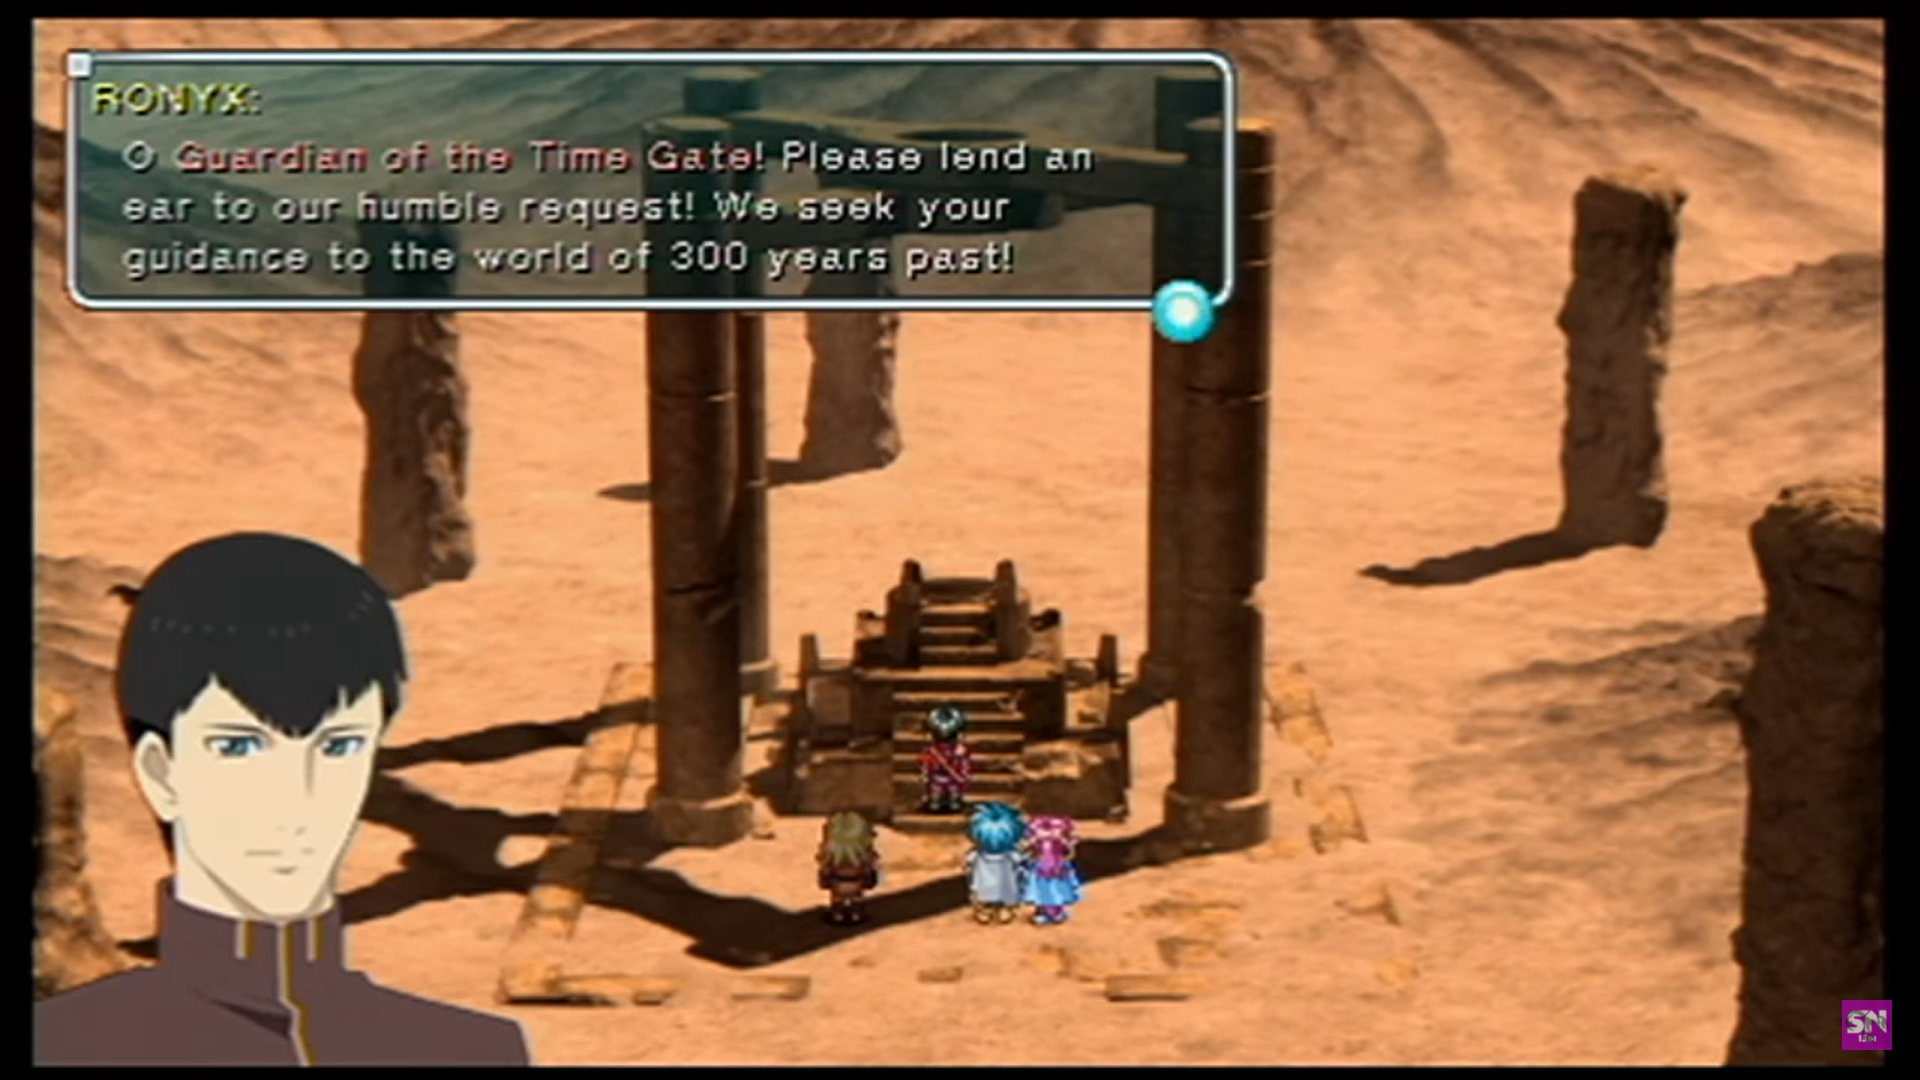 RONYX:
O Guardian of the Time Gate! Please lend an
ear to our humble request! We seek your
guidance to the world of 300 years past!
SN